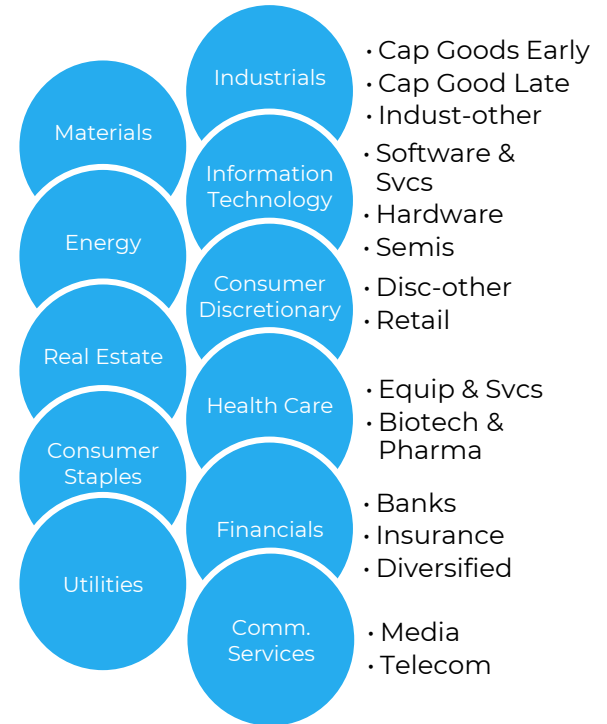 Materials
Energy
Real Estate
Consumer
Staples
Utilities
Industrials
• Cap Goods Early
• Cap Good Late
• Indust-other
Information
Technology
• Software &
Svcs
• Hardware
• Semis
Consumer
Discretionary
• Disc-other
• Retail
Health Care
• Equip & Svcs
• Biotech &
Pharma
Financials
• Banks
• Insurance
• Diversified
Comm.
Services
• Media
• Telecom